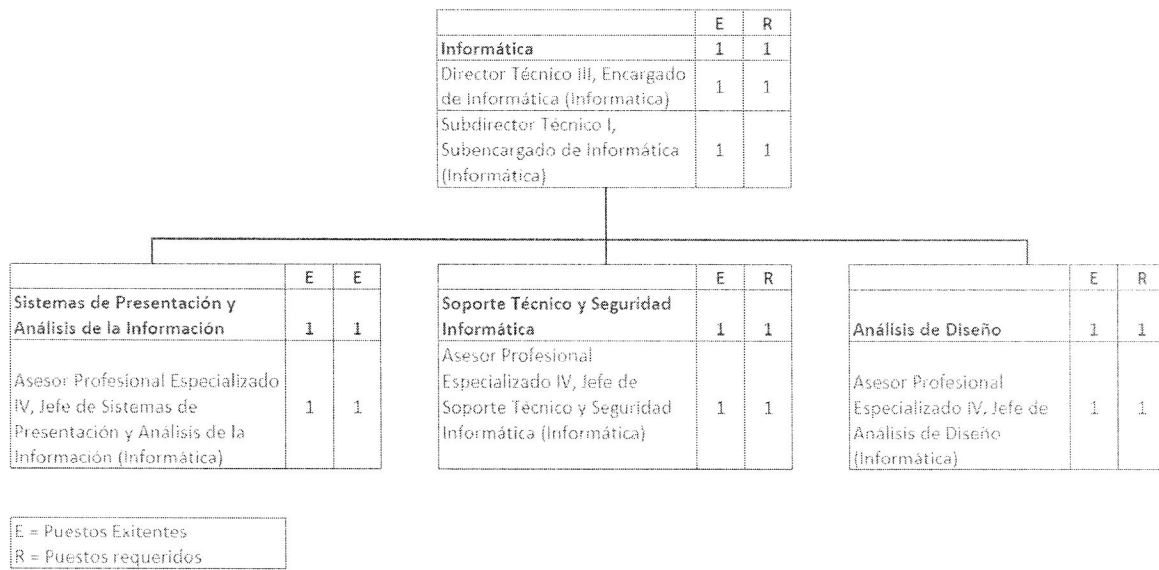 E R
Informática 1 1
Director Técnico III, Encargado
de Informática (Informatica) 1 1
Subdirector Técnico I,
Subencargado de Informática 1 1
(Informática)
E E
Sistemas de Presentación y
Análisis de la Información 1 1
Asesor Profesional Especializado
IV, Jefe de Sistemas de 1 1
Presentación y Análisis de la
Información (Informática)
E R
Soporte Técnico y Seguridad
Informática 1 1
Asesor Profesional
Especializado IV, Jefe de
Soporte Técnico y Seguridad 1 1
Informática (Informática)
E R
Análisis de Diseño 1 1
Asesor Profesional
Especializado IV, Jefe de 1 1
Análisis de Diseño
(Informática)
E = Puestos Exitentes
R = Puestos requeridos